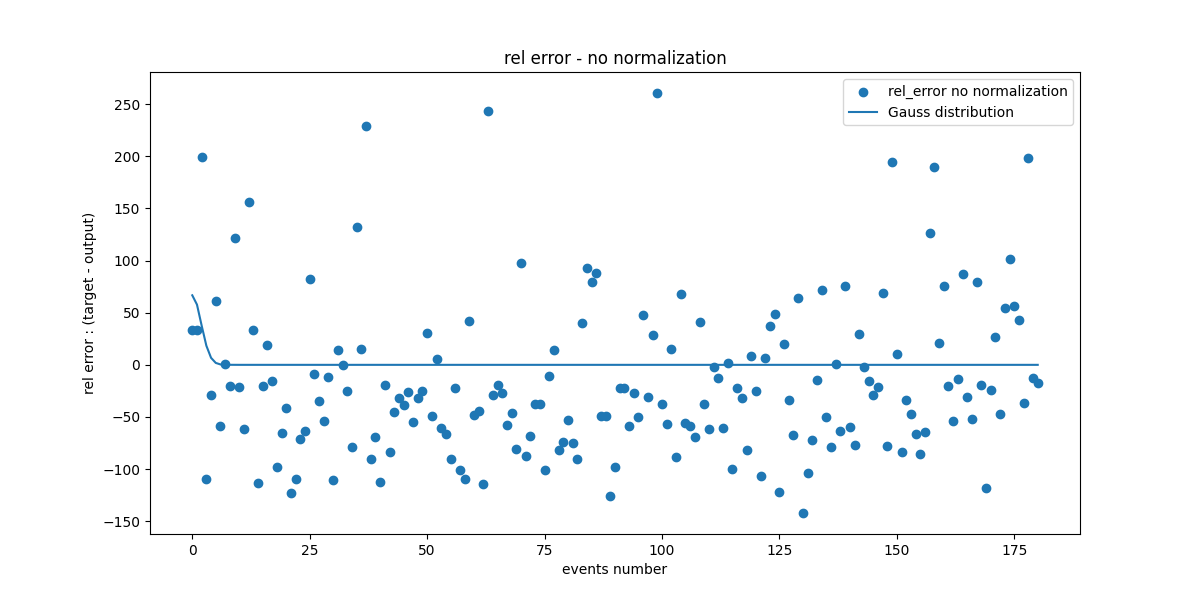 rel error - no normalization
rel_error no normalization
Gauss distribution
250
200
150
100
50
0
−50
−100
−150
rel error : (target - output)
0 25 50 75 100 125 150 175
events number